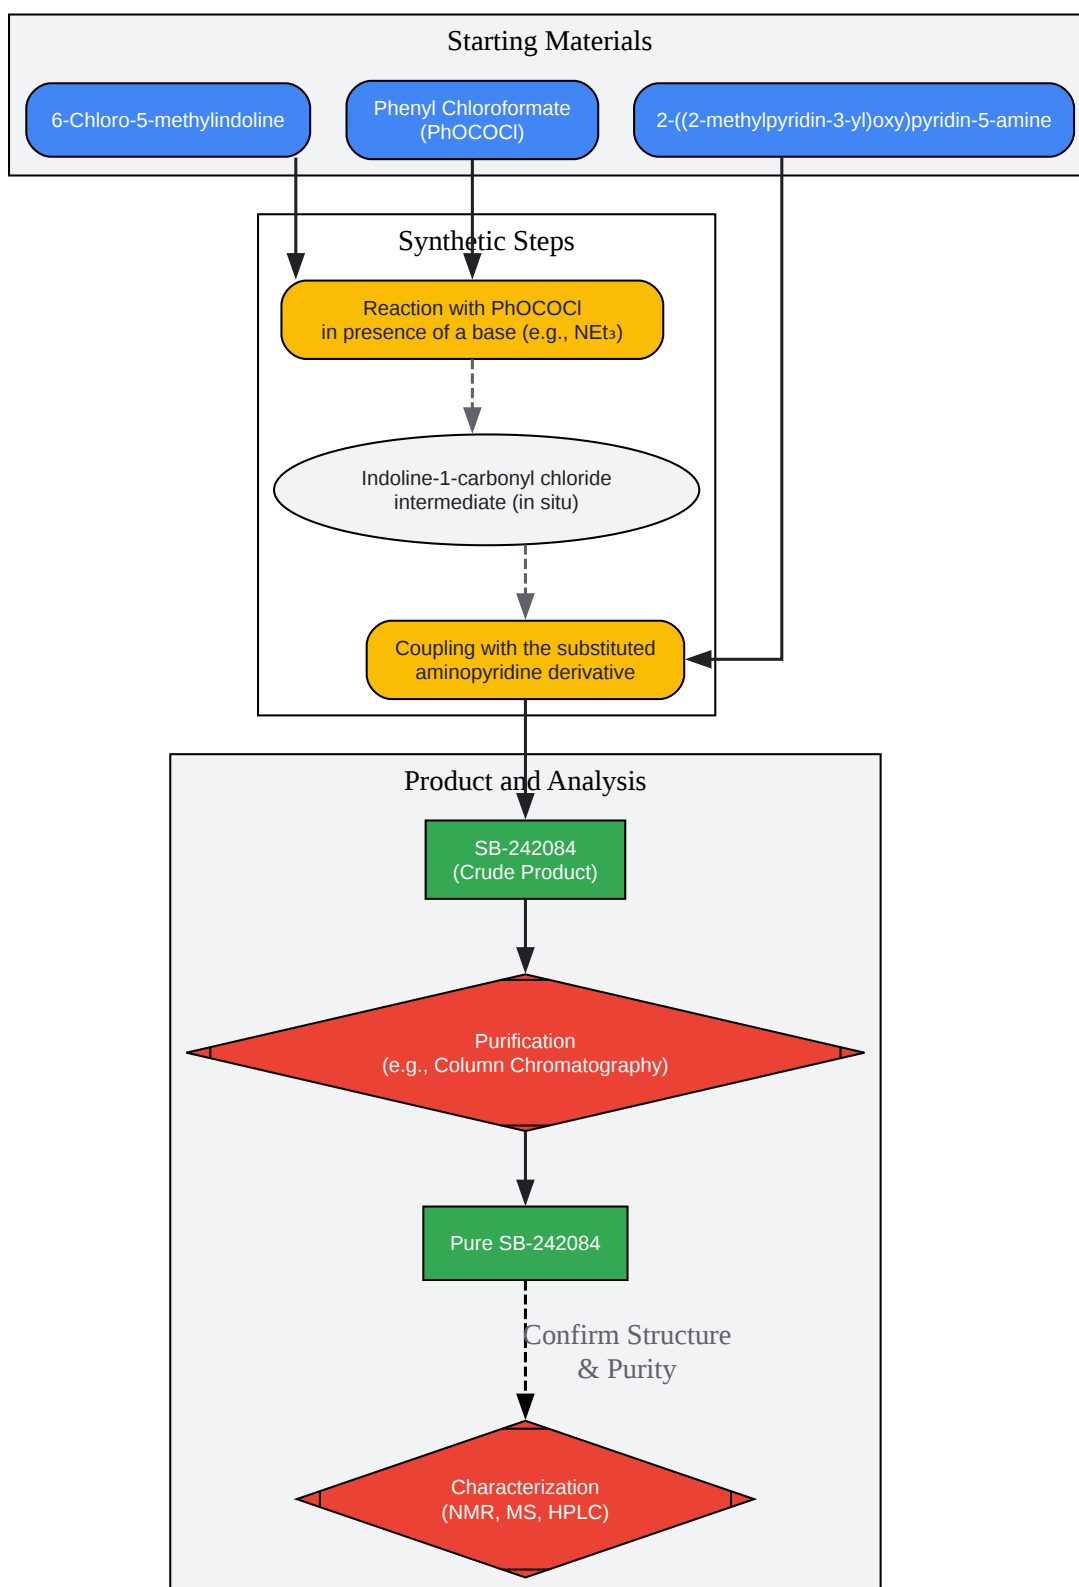 Starting Materials
6-Chloro-5-methylindoline
Phenyl Chloroformate
(PhOCOCl)
2-((2-methylpyridin-3-yl)oxy)pyridin-5-amine
Synthetic Steps
Reaction with PhOCOCl
in presence of a base (e.g., NEt₃)
Indoline-1-carbonyl chloride
intermediate (in situ)
Coupling with the substituted
aminopyridine derivative
Product and Analysis
SB-242084
(Crude Product)
Purification
(e.g., Column Chromatography)
Pure SB-242084
Confirm Structure
& Purity
Characterization
(NMR, MS, HPLC)